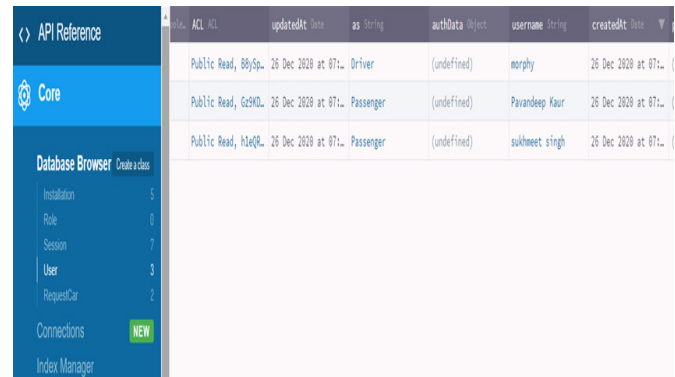 <> API Reference
Core
Database Browser Create a class
Installation 5
Role 0
Session 7
User 3
RequestCar 2
Connections NEW
Index Manager
ACL ACL updatedAt Date as String authData Object username String createdAt Date
Public Read, B8ySp… 26 Dec 2020 at 07:… Driver (undefined) morphy 26 Dec 2020 at 07:… (
Public Read, Gz9KD… 26 Dec 2020 at 07:… Passenger (undefined) Pavandeep Kaur 26 Dec 2020 at 07:… (
Public Read, hleQR… 26 Dec 2020 at 07:… Passenger (undefined) sukhmeet singh 26 Dec 2020 at 07:… (